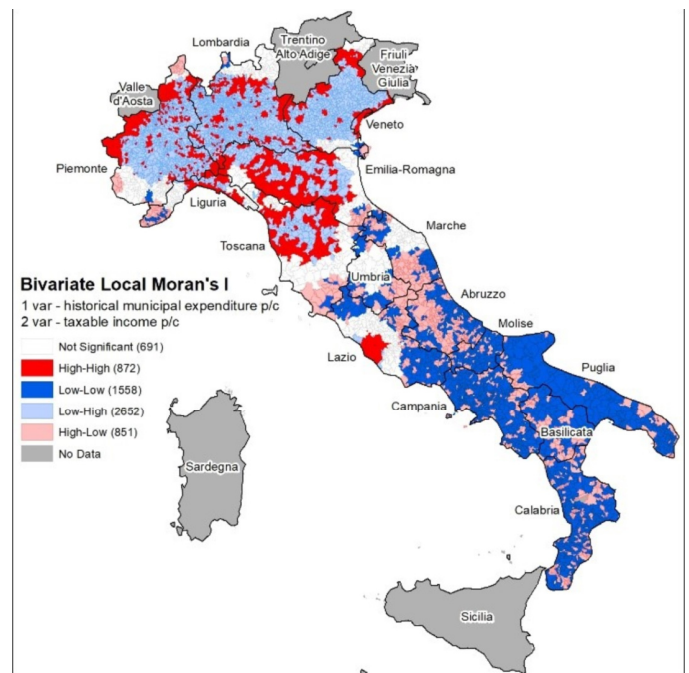 Lombardia
Trentino
Alto Adige
Friuli
Venezia
Giulia
Valle
d'Aosta
Veneto
Piemonte
Emilia-Romagna
Liguria
Marche
Toscana
Bivariate Local Moran's I
1 var - historical municipal expenditure p/c
2 var - taxable income p/c
Umbria
Abruzzo
Not Significant (691)
Molise
High-High (872)
Lazio
Puglia
Low-Low (1558)
Low-High (2652)
Campania
High-Low (851)
Basilicata
No Data
Sardegna
Calabria
Sicilia